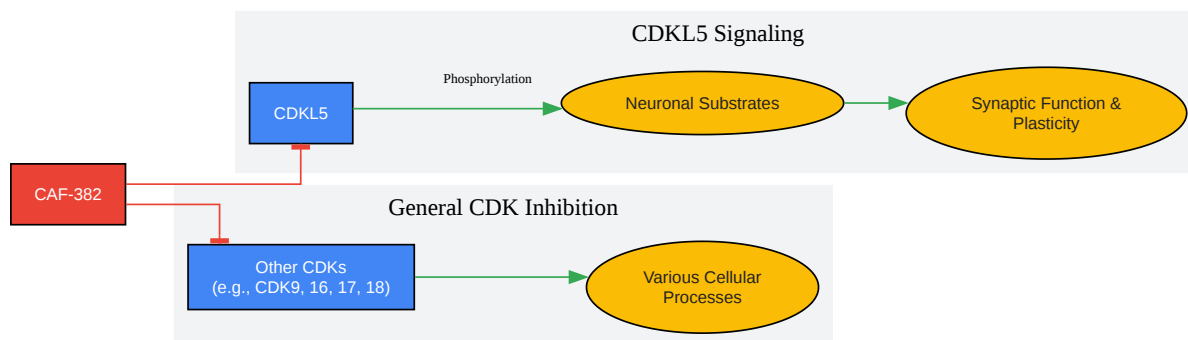 CDKL5 Signaling
Phosphorylation
CDKL5
Neuronal Substrates
Synaptic Function &
Plasticity
CAF-382
General CDK Inhibition
Other CDKs
(e.g., CDK9, 16, 17, 18)
Various Cellular
Processes